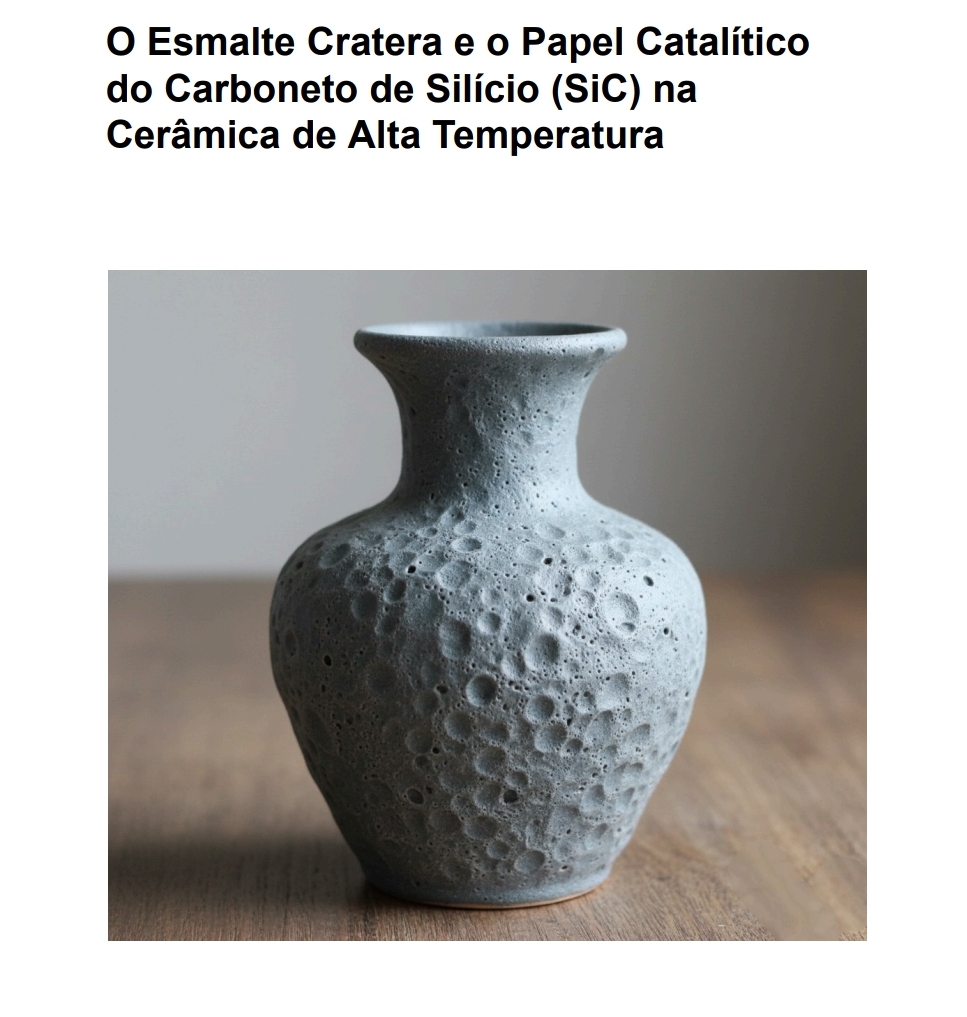 O Esmalte Cratera e o Papel Catalítico
do Carboneto de Silício (SiC) na
Cerâmica de Alta Temperatura